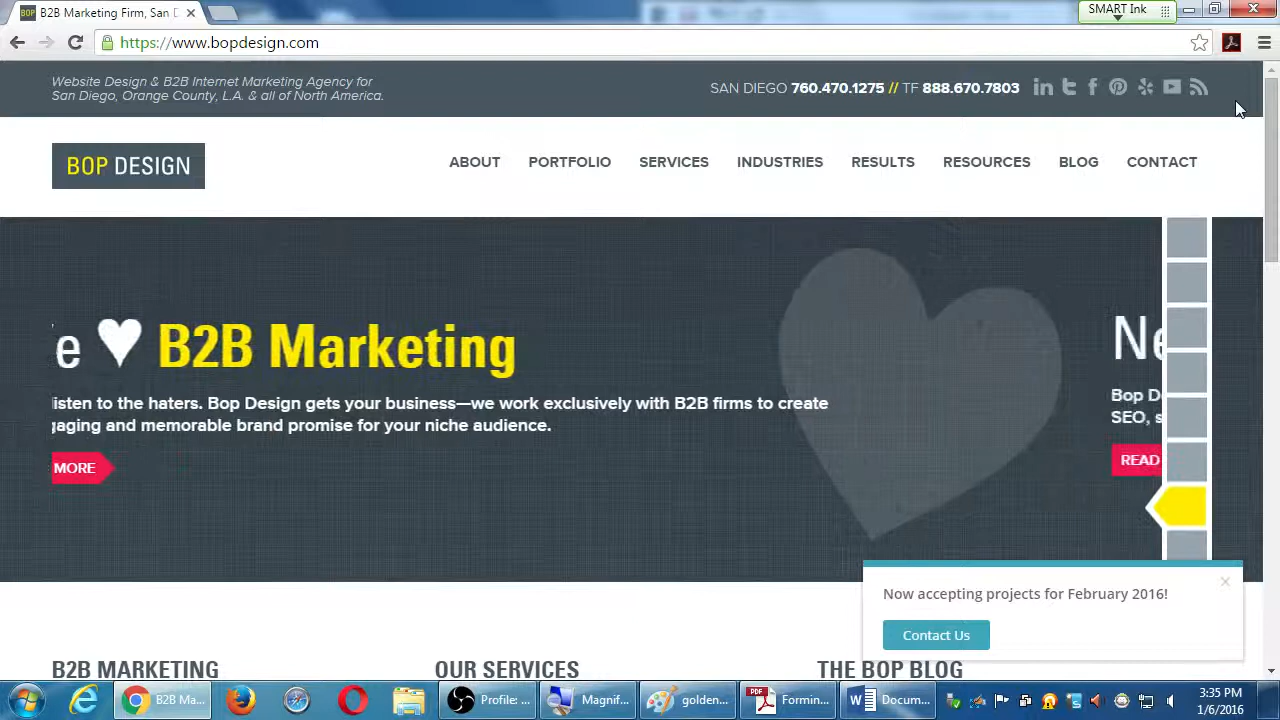 B2B Marketing Firm, San D
SMART Ink
https://www.bopdesign.com
Website Design & B2B Internet Marketing Agency for
San Diego, Orange County, L.A. & all of North America.
SAN DIEGO 760.470.1275 // TF 888.670.7803
BOP DESIGN
ABOUT PORTFOLIO SERVICES INDUSTRIES RESULTS RESOURCES BLOG CONTACT
e ♥ B2B Marketing
isten to the haters. Bop Design gets your business—we work exclusively with B2B firms to create
gaging and memorable brand promise for your niche audience.
MORE
Ne
Bop D
SEO, s
READ
Now accepting projects for February 2016!
Contact Us
B2B MARKETING OUR SERVICES THE BOP BLOG
B2B Ma... Profile: ... Magnif... golden... Formin... Docum...
3:35 PM
1/6/2016